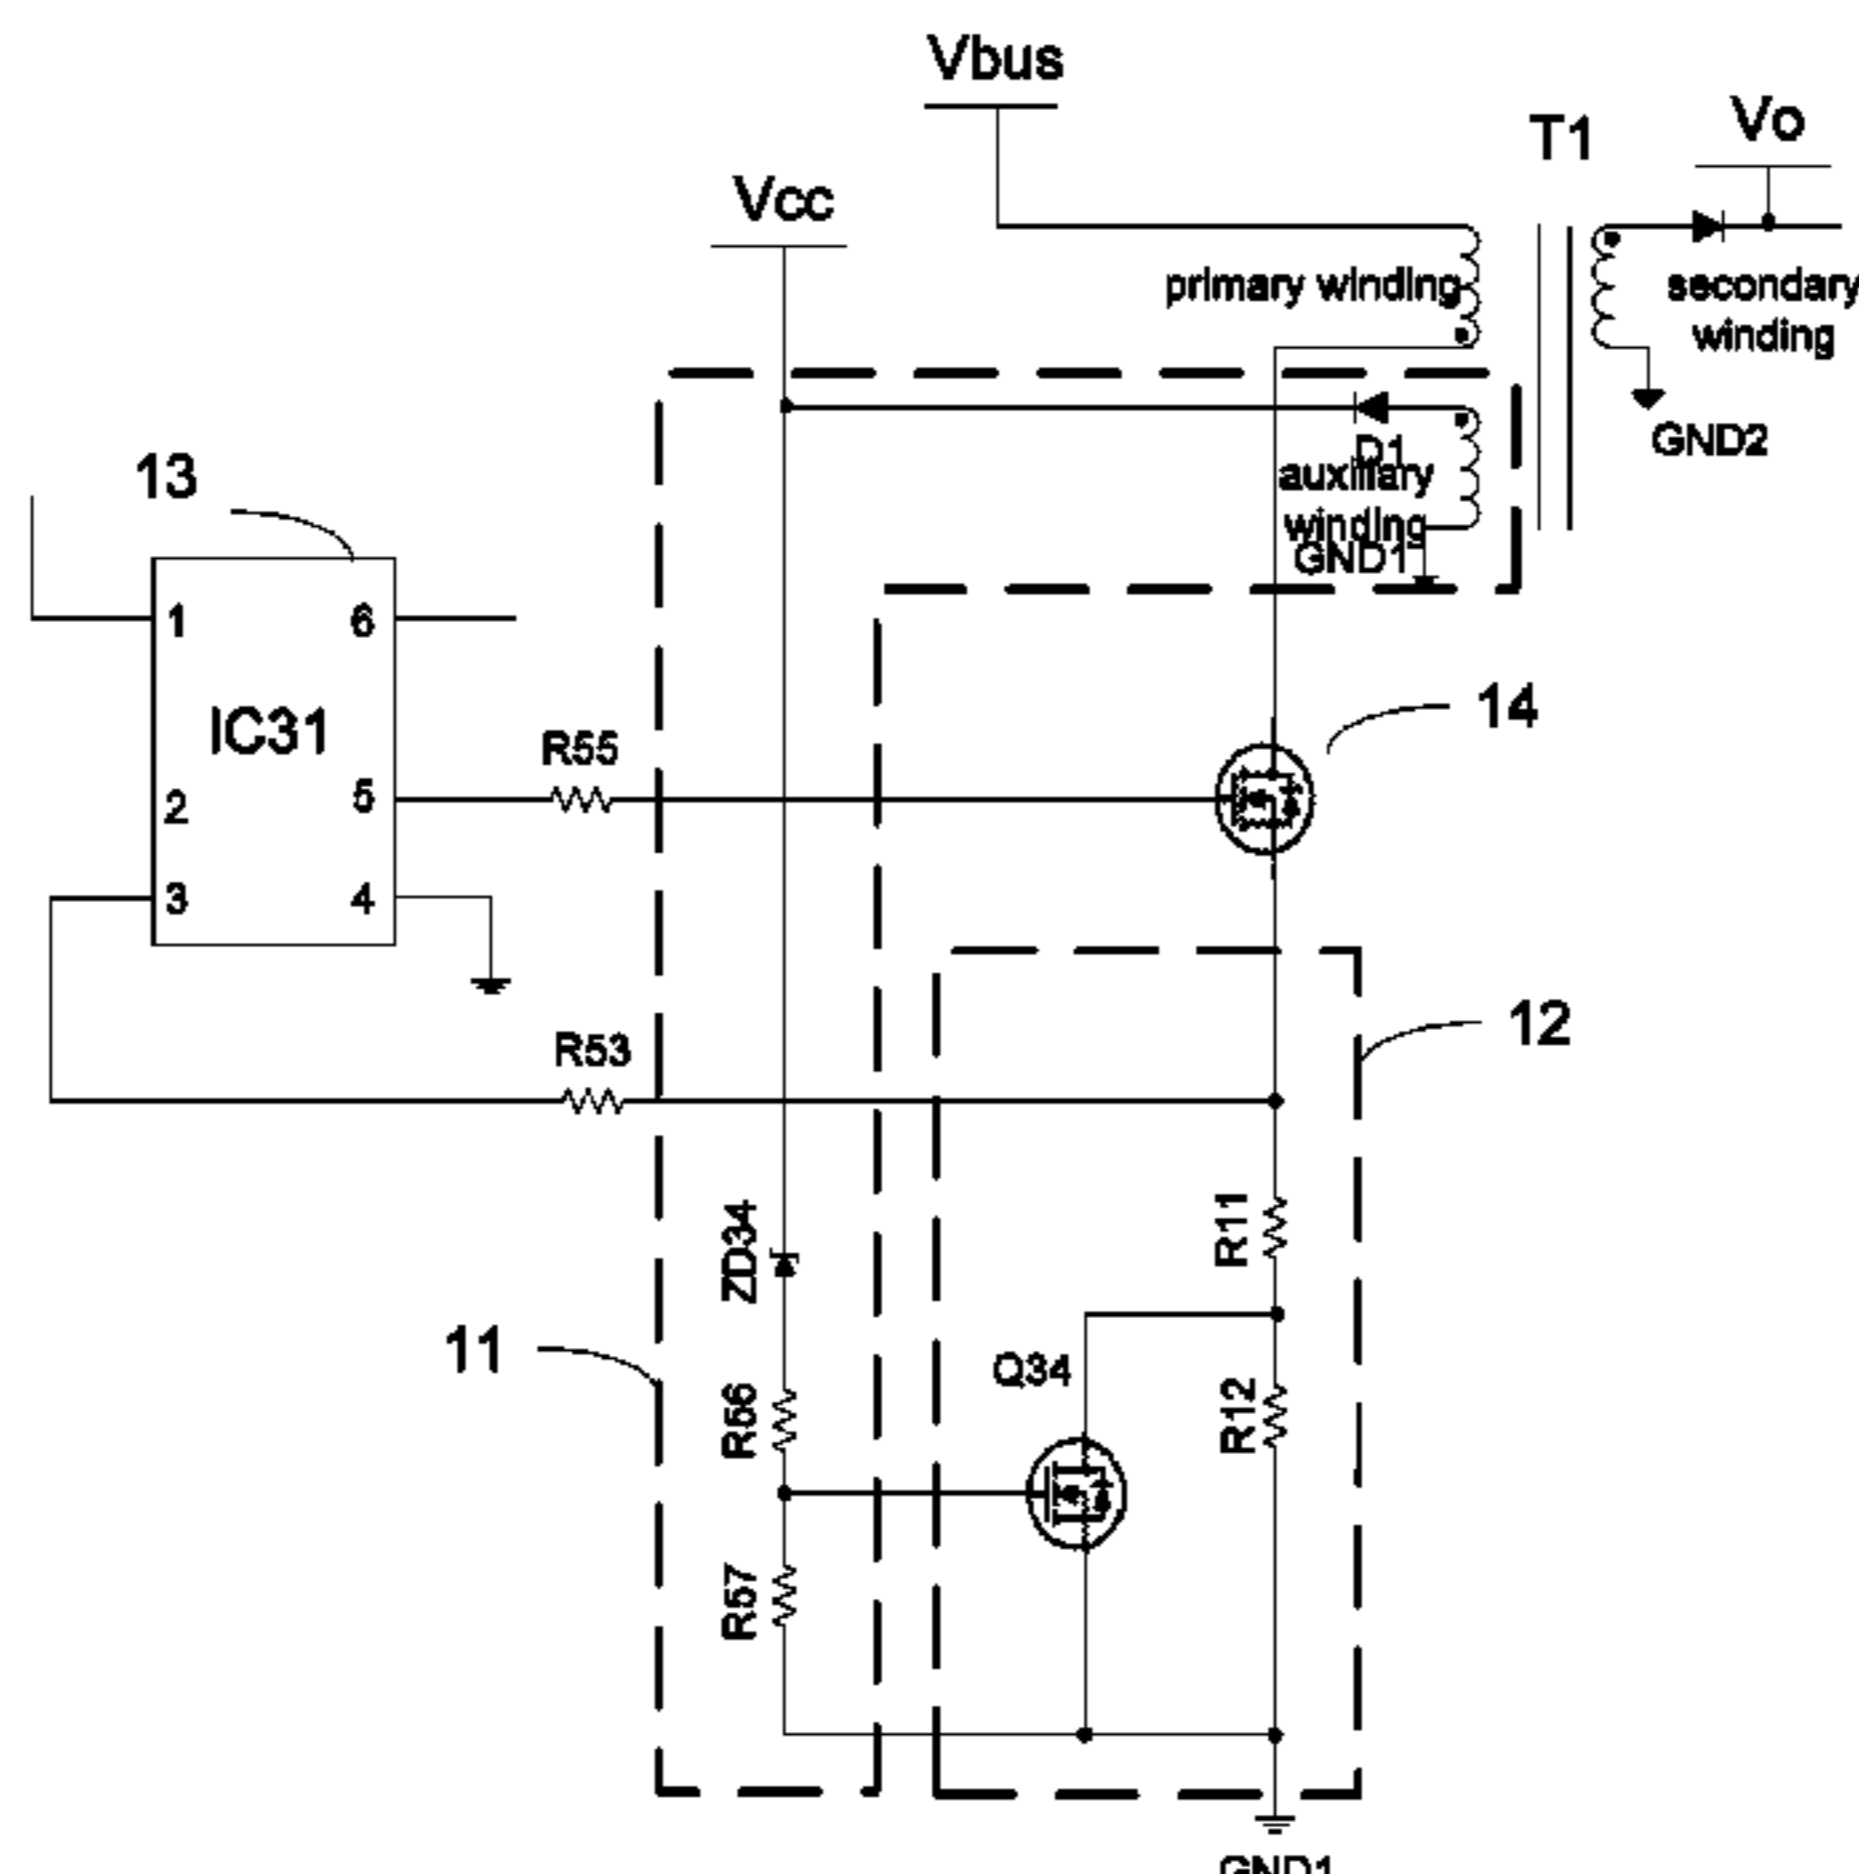 Vbus
Vo
T1
Vcc
primary winding
secondary
winding
D1
auxiliary
winding
GND1
GND2
13
1
6
IC31
14
R55
2
5
3
4
12
R53
R11
ZD34
11
Q34
R56
R12
R57
GND1